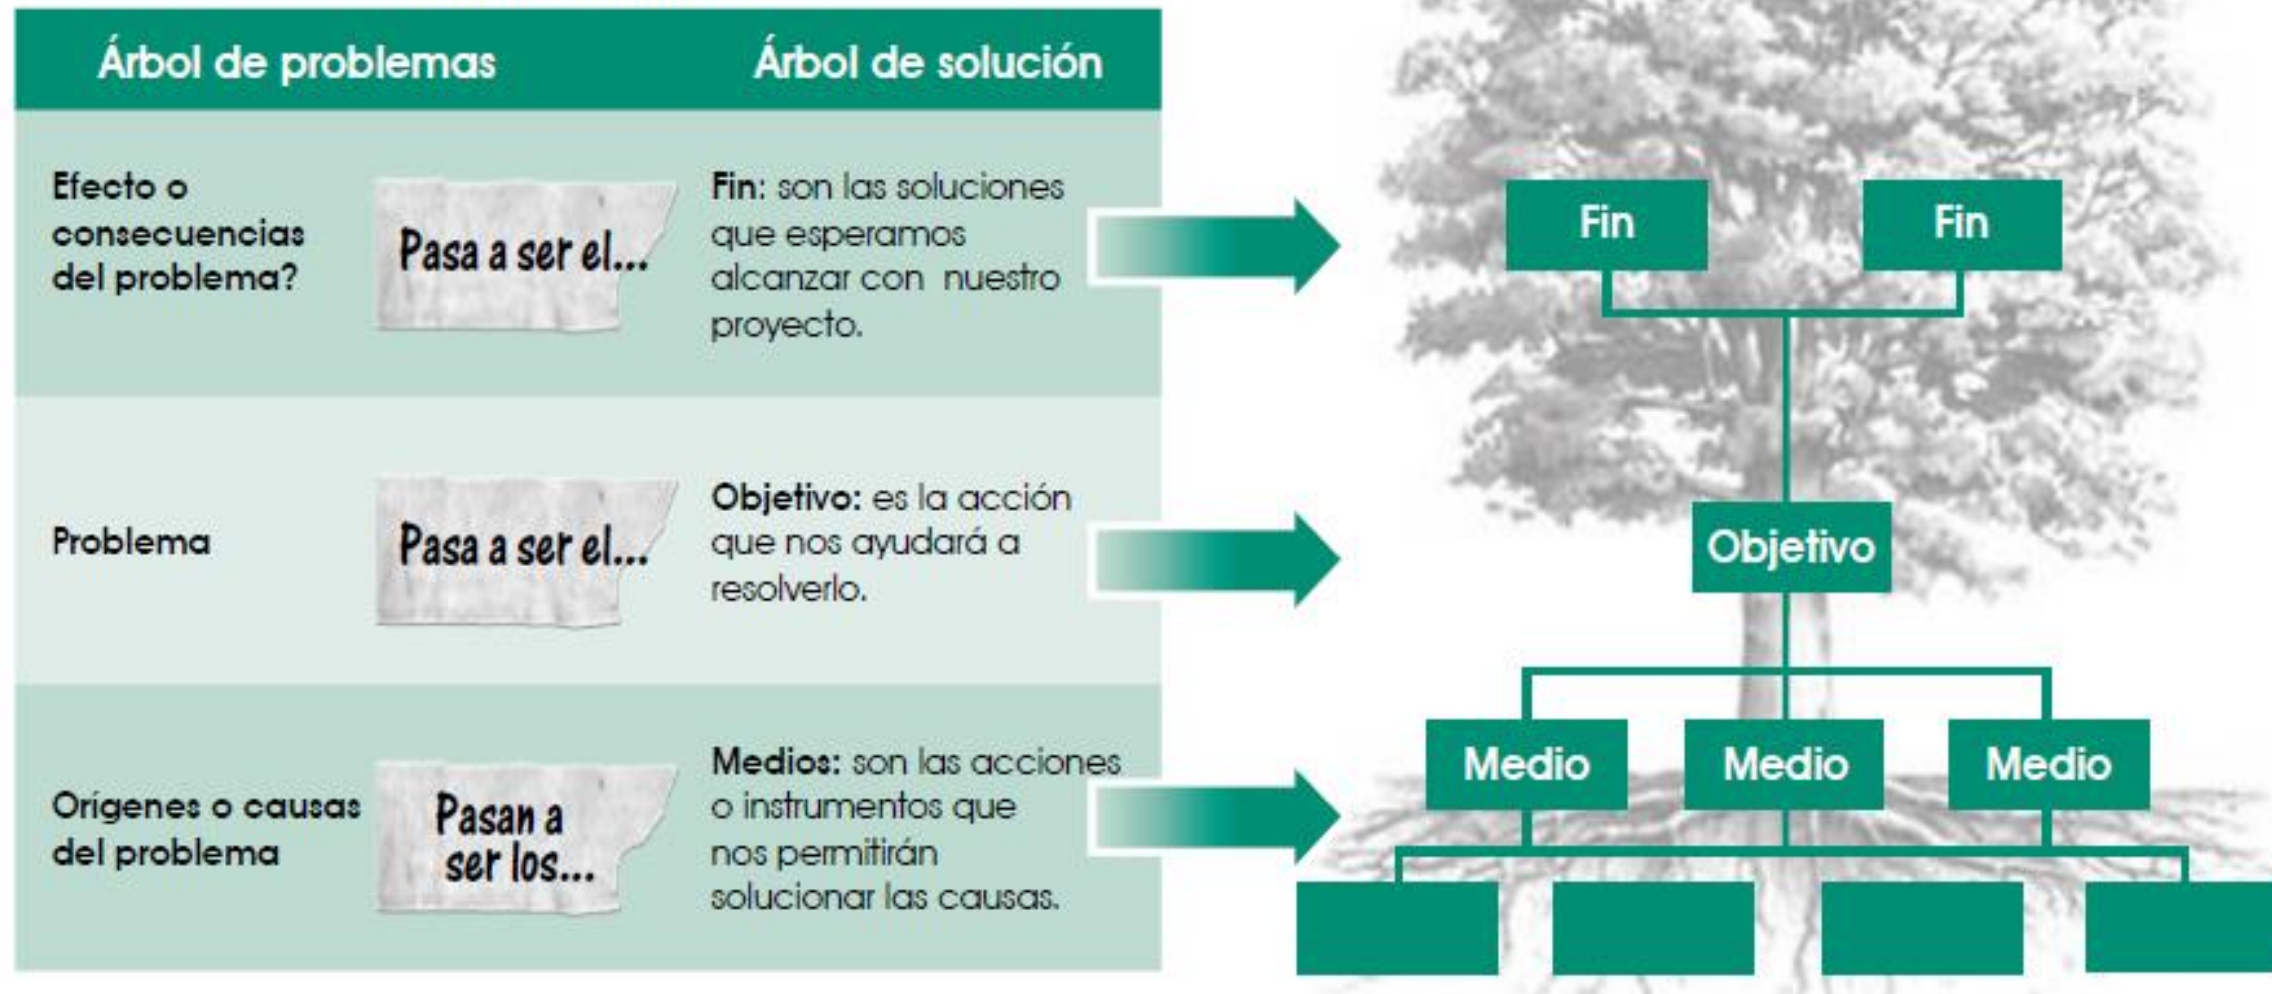 Árbol de problemas
Árbol de solución
Efecto o
consecuencias
del problema?
Pasa a ser el...
Fin: son las soluciones
que esperamos
alcanzar con nuestro
proyecto.
Problema
Pasa a ser el...
Objetivo: es la acción
que nos ayudará a
resolverlo.
Orígenes o causas
del problema
Pasan a
ser los...
Medios: son las acciones
o instrumentos que
nos permitirán
solucionar las causas.
Fin
Fin
Objetivo
Medio
Medio
Medio